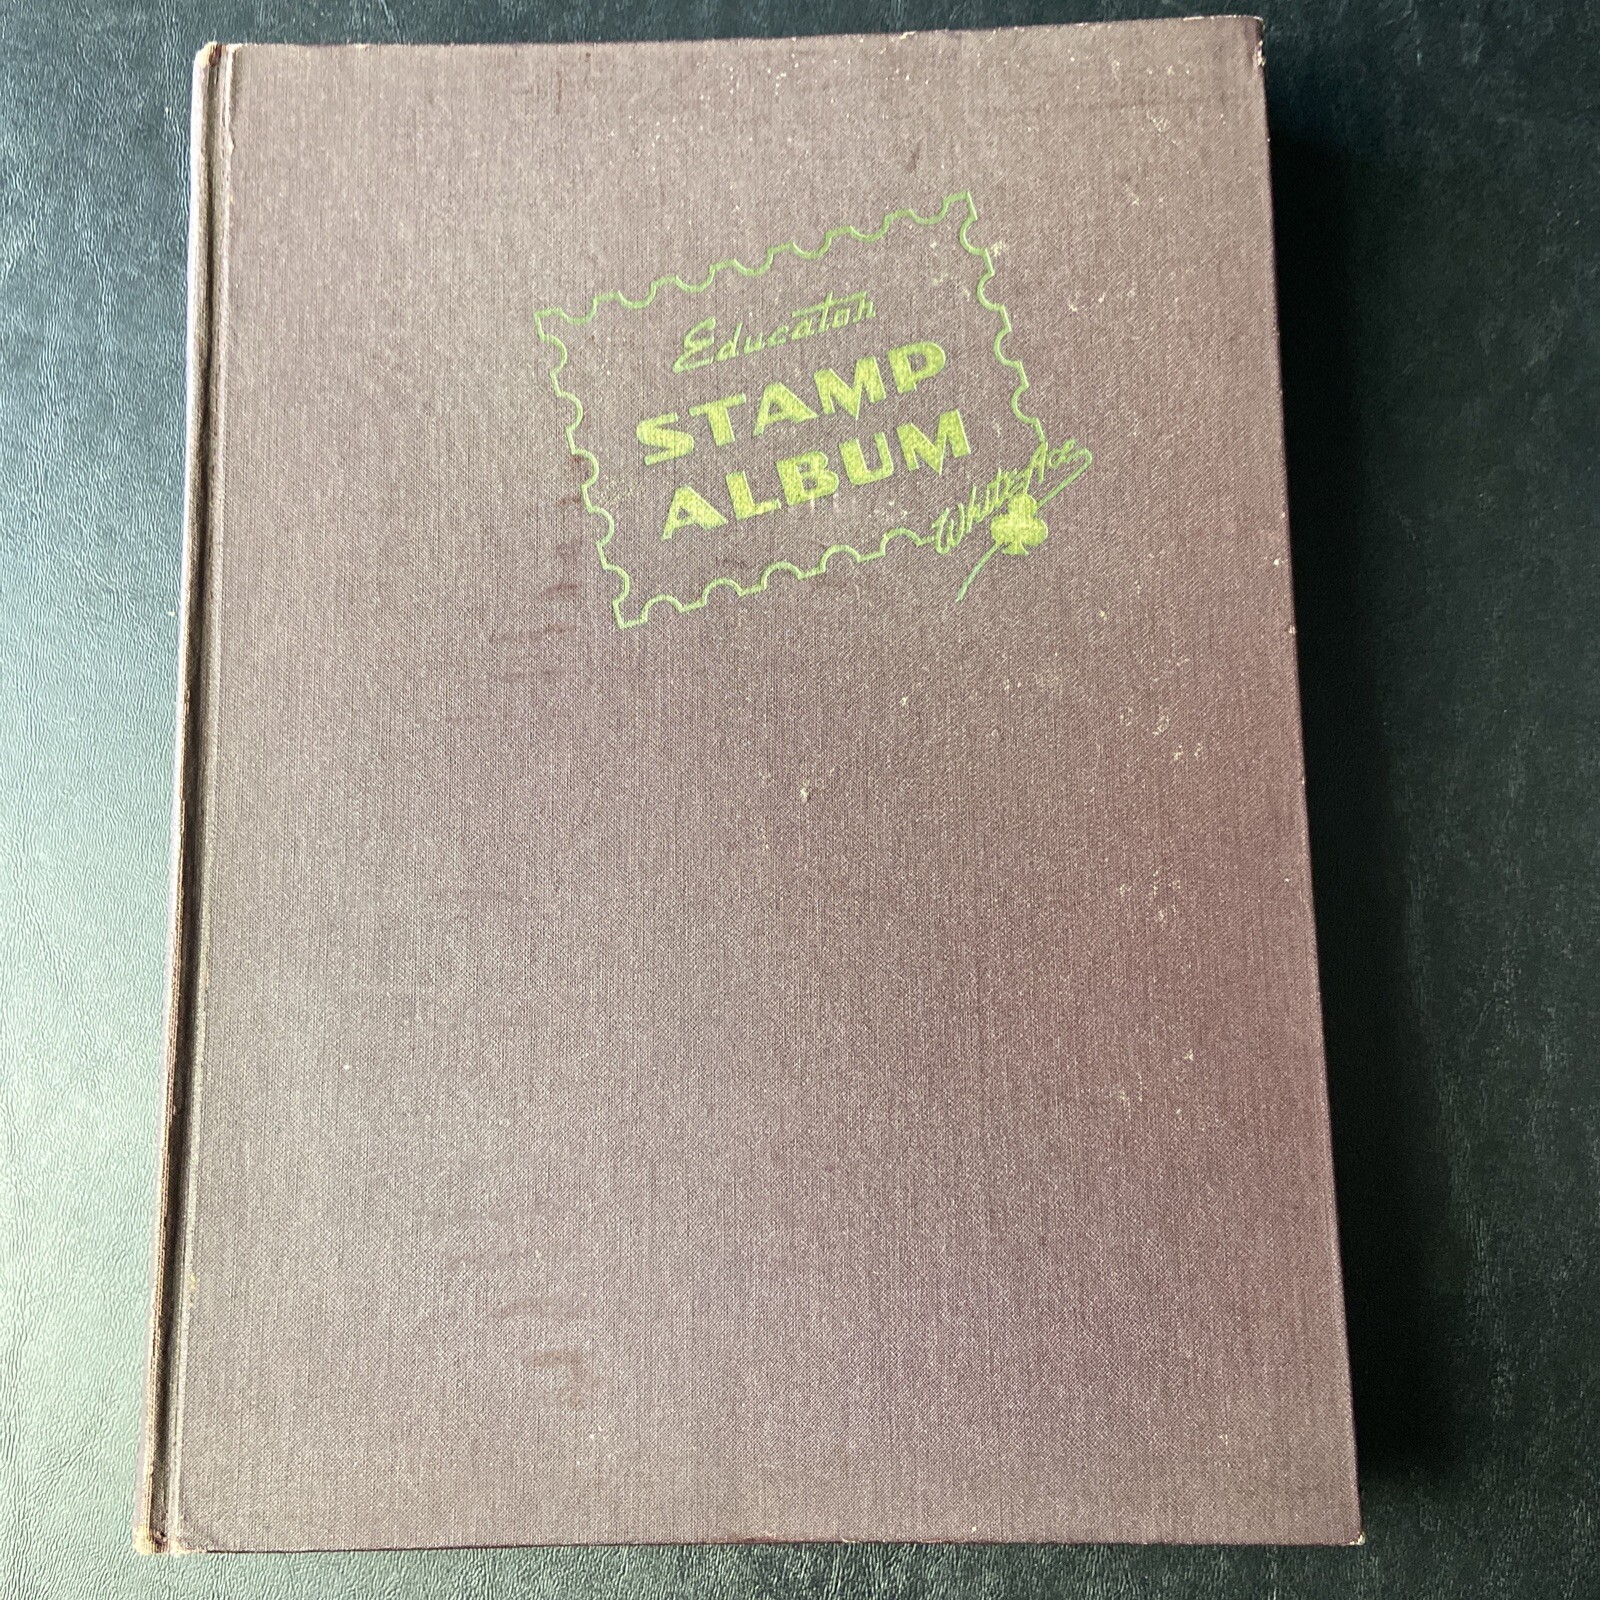 Educator
STAMP
ALBUM
White Ace